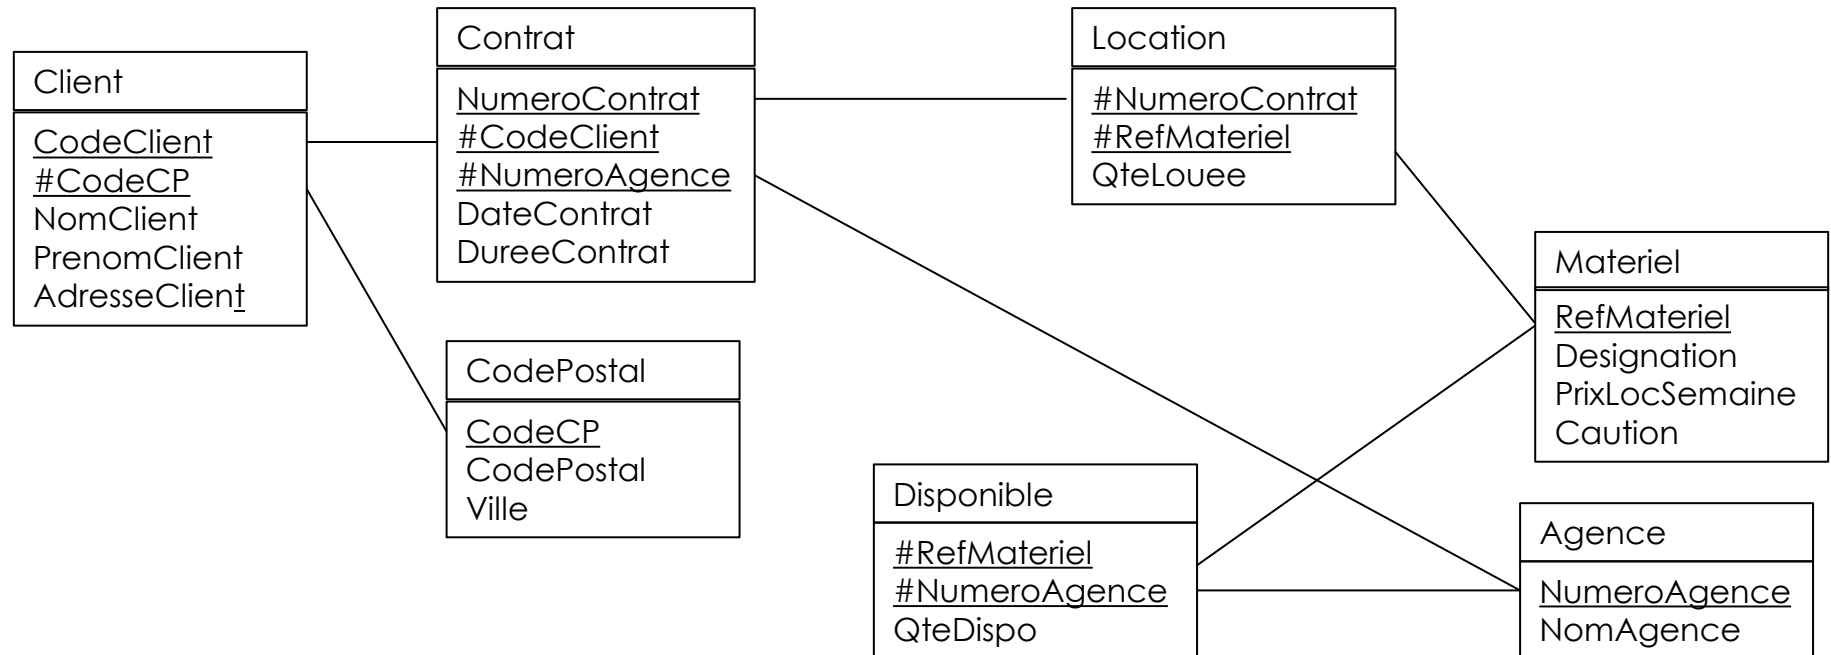 Client
CodeClient
#CodeCP
NomClient
PrenomClient
AdresseClient
Contrat
NumeroContrat
#CodeClient
#NumeroAgence
DateContrat
DureeContrat
Location
#NumeroContrat
#RefMateriel
QteLouee
CodePostal
CodeCP
CodePostal
Ville
Materiel
RefMateriel
Designation
PrixLocSemaine
Caution
Disponible
#RefMateriel
#NumeroAgence
QteDispo
Agence
NumeroAgence
NomAgence